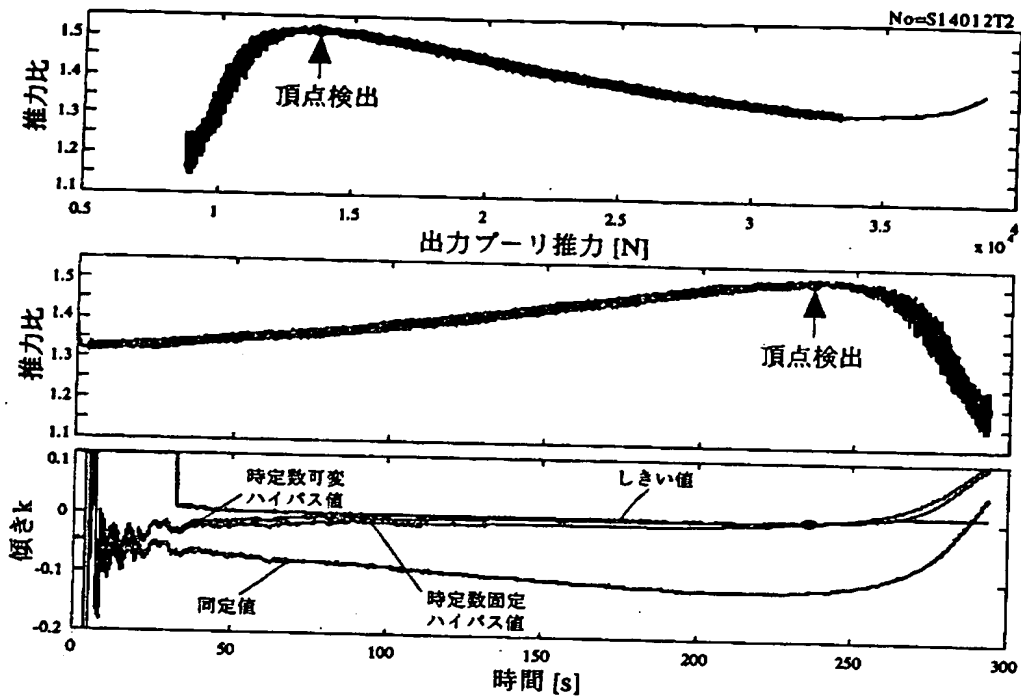 No=S14012T2
1.5
1.4
1.3
1.2
1.1
推力比
頂点検出
0.5
1
1.5
2
2.5
3
3.5
4
出力プーリ推力 [N]
x 10⁴
1.5
1.4
1.3
1.2
1.1
推力比
頂点検出
0.1
0
-0.1
-0.2
傾きk
時定数可変
ハイパス値
しきい値
同定値
時定数固定
ハイパス値
0
50
100
150
200
250
300
時間 [s]